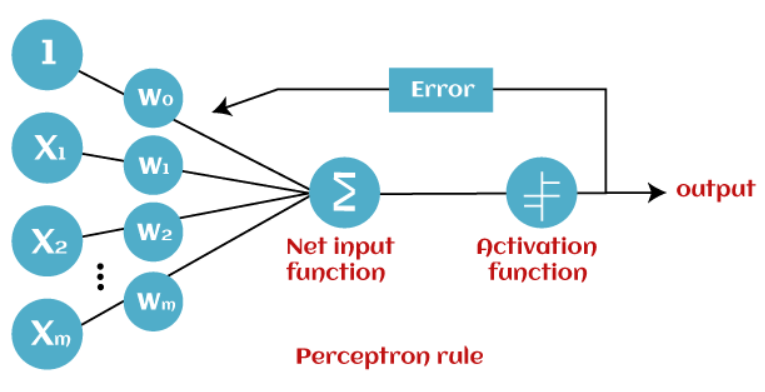 1
W₀
Error
X₁
W₁
Σ
output
X₂
W₂
Net input
function
Activation
function
Xₘ
Wₘ
Perceptron rule